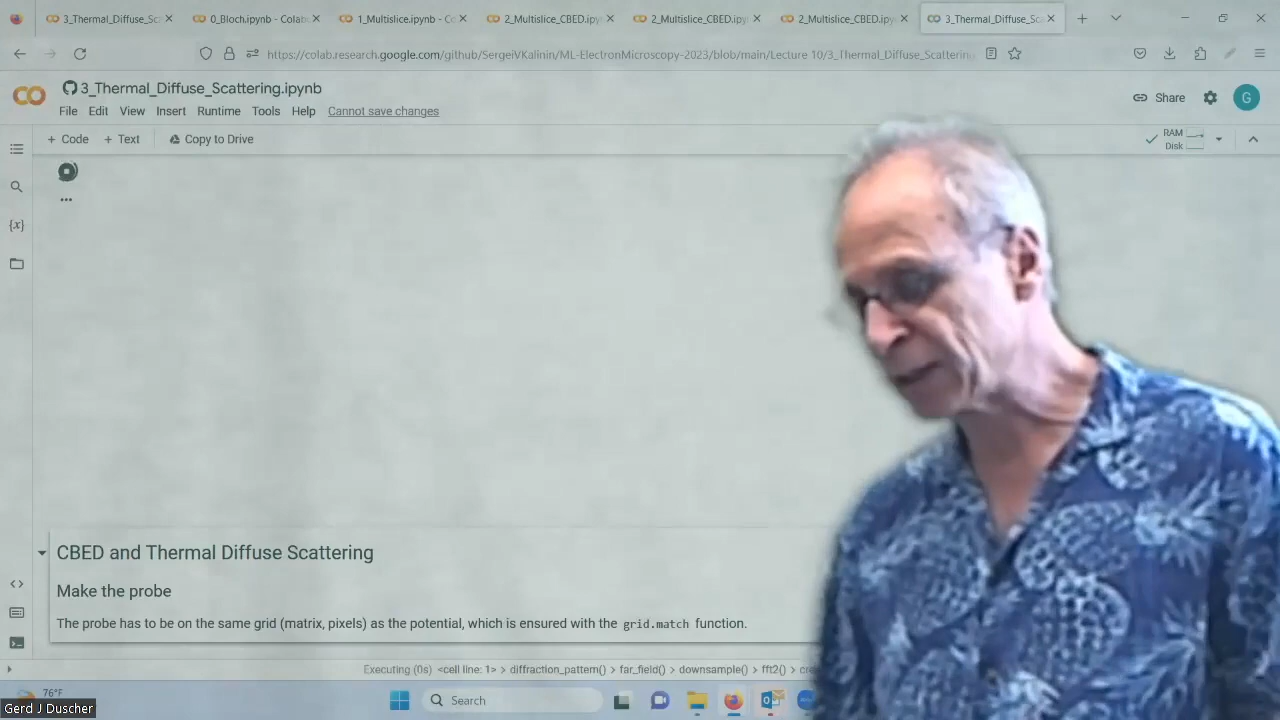 3_Thermal_Diffuse_Sc
0_Bloch.ipynb - Colab
1_Multislice.ipynb - Co
2_Multislice_CBED.ipy
2_Multislice_CBED.ipy
2_Multislice_CBED.ipy
3_Thermal_Diffuse_Sc
https://colab.research.google.com/github/SergeiVKalinin/ML-ElectronMicroscopy-2023/blob/main/Lecture 10/3_Thermal_Diffuse_Scattering
3_Thermal_Diffuse_Scattering.ipynb
File Edit View Insert Runtime Tools Help Cannot save changes
Share
G
+ Code + Text Copy to Drive
RAM
Disk
{x}
...
CBED and Thermal Diffuse Scattering
Make the probe
The probe has to be on the same grid (matrix, pixels) as the potential, which is ensured with the grid.match function.
Executing (0s) <cell line: 1> > diffraction_pattern() > far_field() > downsample() > fft2() > cre
76°F
Search
Gerd J Duscher